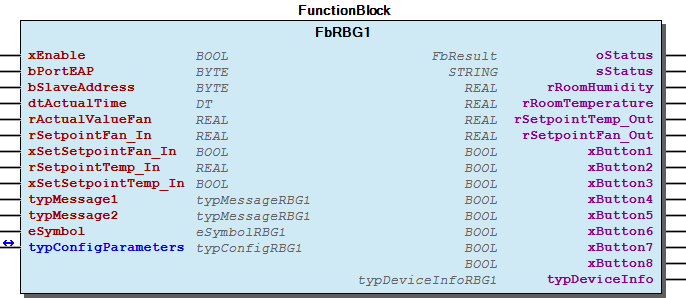 FunctionBlock
FbRBG1
xEnable BOOL FbResult oStatus
bPortEAP BYTE STRING sStatus
bSlaveAddress BYTE REAL rRoomHumidity
dtActualTime DT REAL rRoomTemperature
rActualValueFan REAL REAL rSetpointTemp_Out
rSetpointFan_In REAL REAL rSetpointFan_Out
xSetSetpointFan_In BOOL BOOL xButton1
rSetpointTemp_In REAL BOOL xButton2
xSetSetpointTemp_In BOOL BOOL xButton3
typMessage1 typMessageRBG1 BOOL xButton4
typMessage2 typMessageRBG1 BOOL xButton5
eSymbol eSymbolRBG1 BOOL xButton6
typConfigParameters typConfigRBG1 BOOL xButton7
BOOL xButton8
typDeviceInfoRBG1 typDeviceInfo